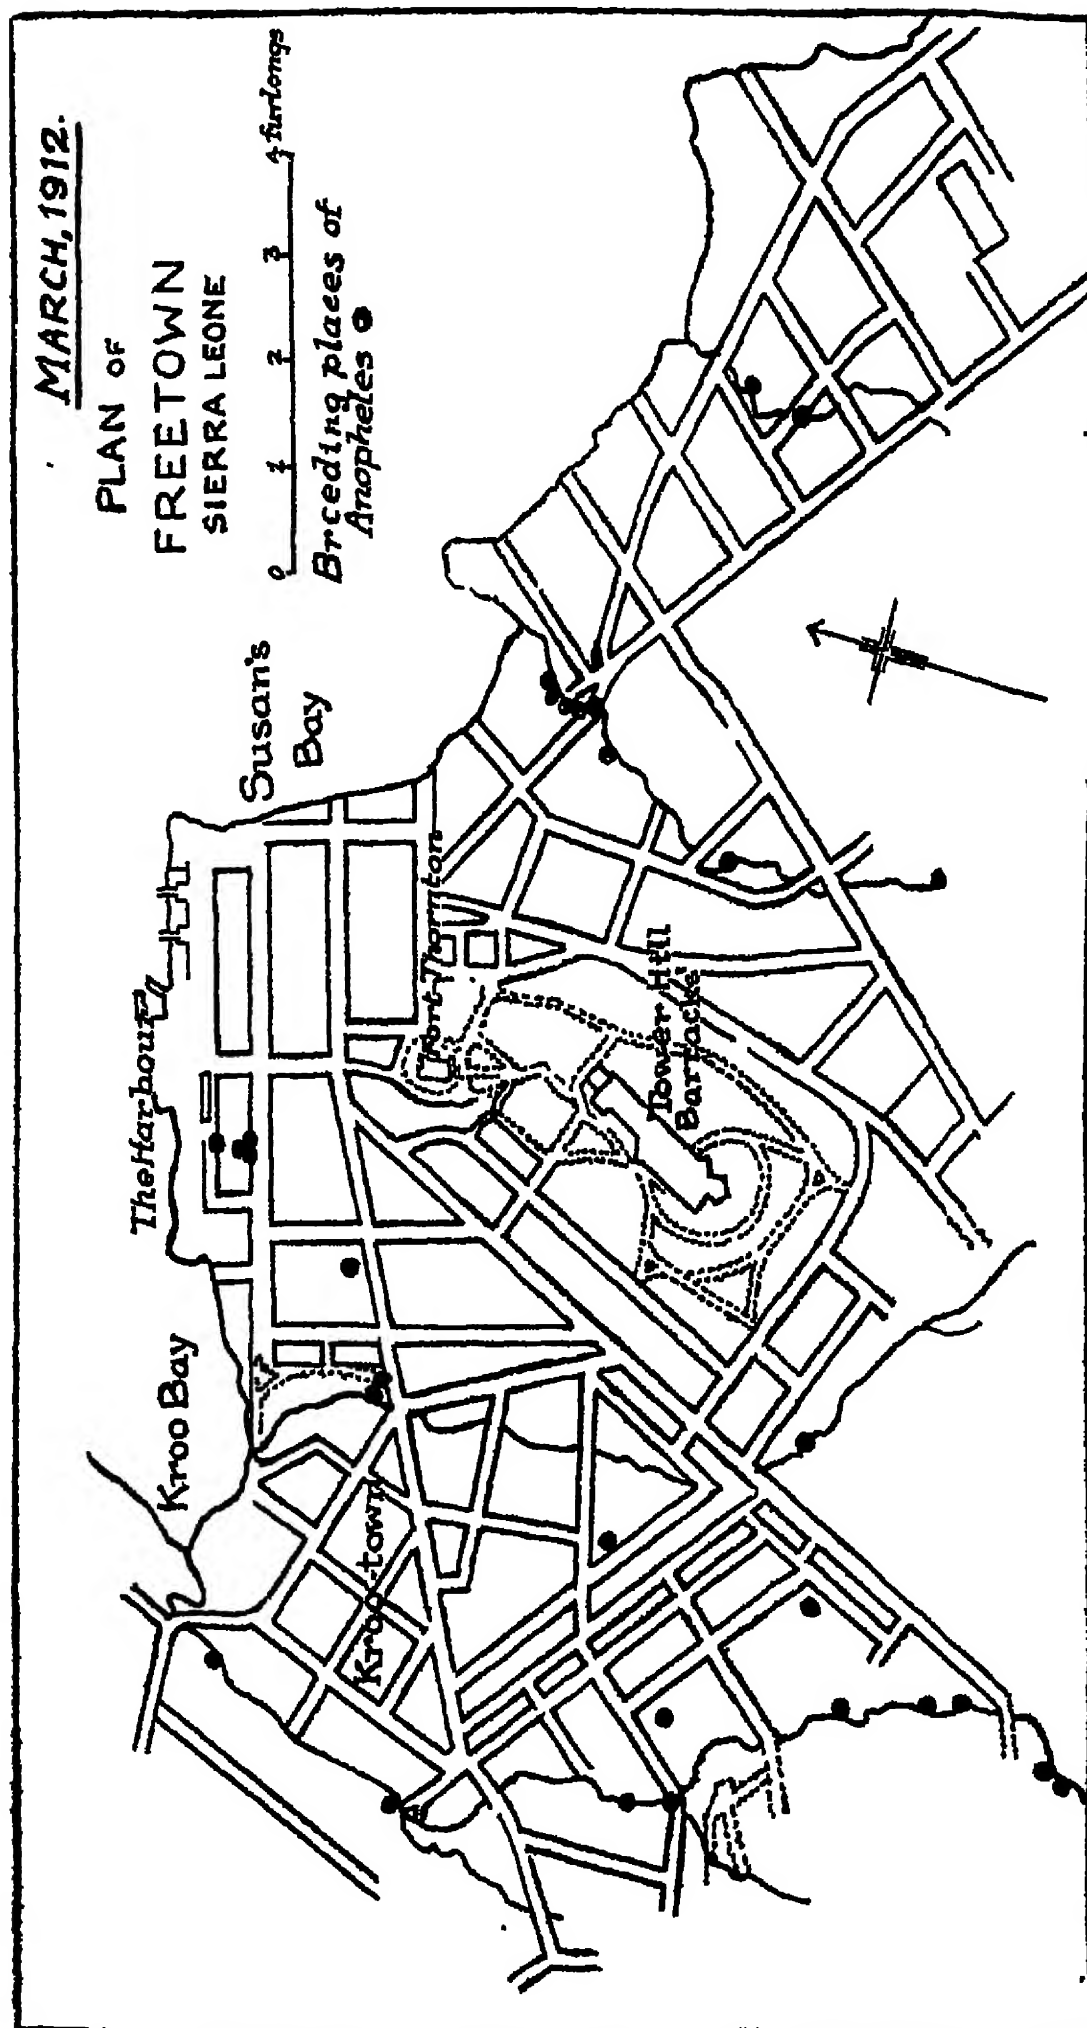 MARCH, 1912.
PLAN OF
FREETOWN
SIERRA LEONE
0 1 2 3 4 furlongs
Breeding places of
Anopheles
Susan's
Bay
The Harbour
Kroo Bay
Kroo-town
Fort Thornton
Tower Hill
Barracks